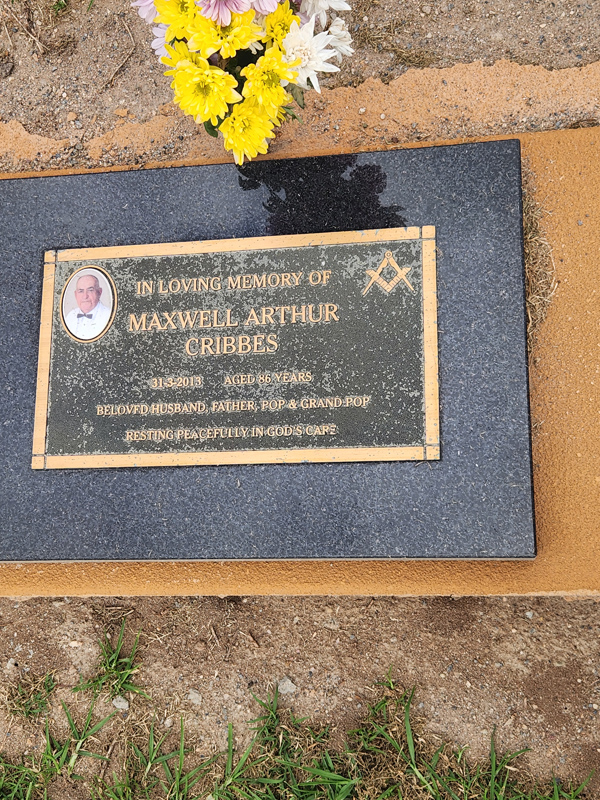 IN LOVING MEMORY OF
MAXWELL ARTHUR
CRIBBES
31-3-2013 AGED 86 YEARS
BELOVED HUSBAND, FATHER, POP & GRAND POP
RESTING PEACEFULLY IN GOD'S CARE